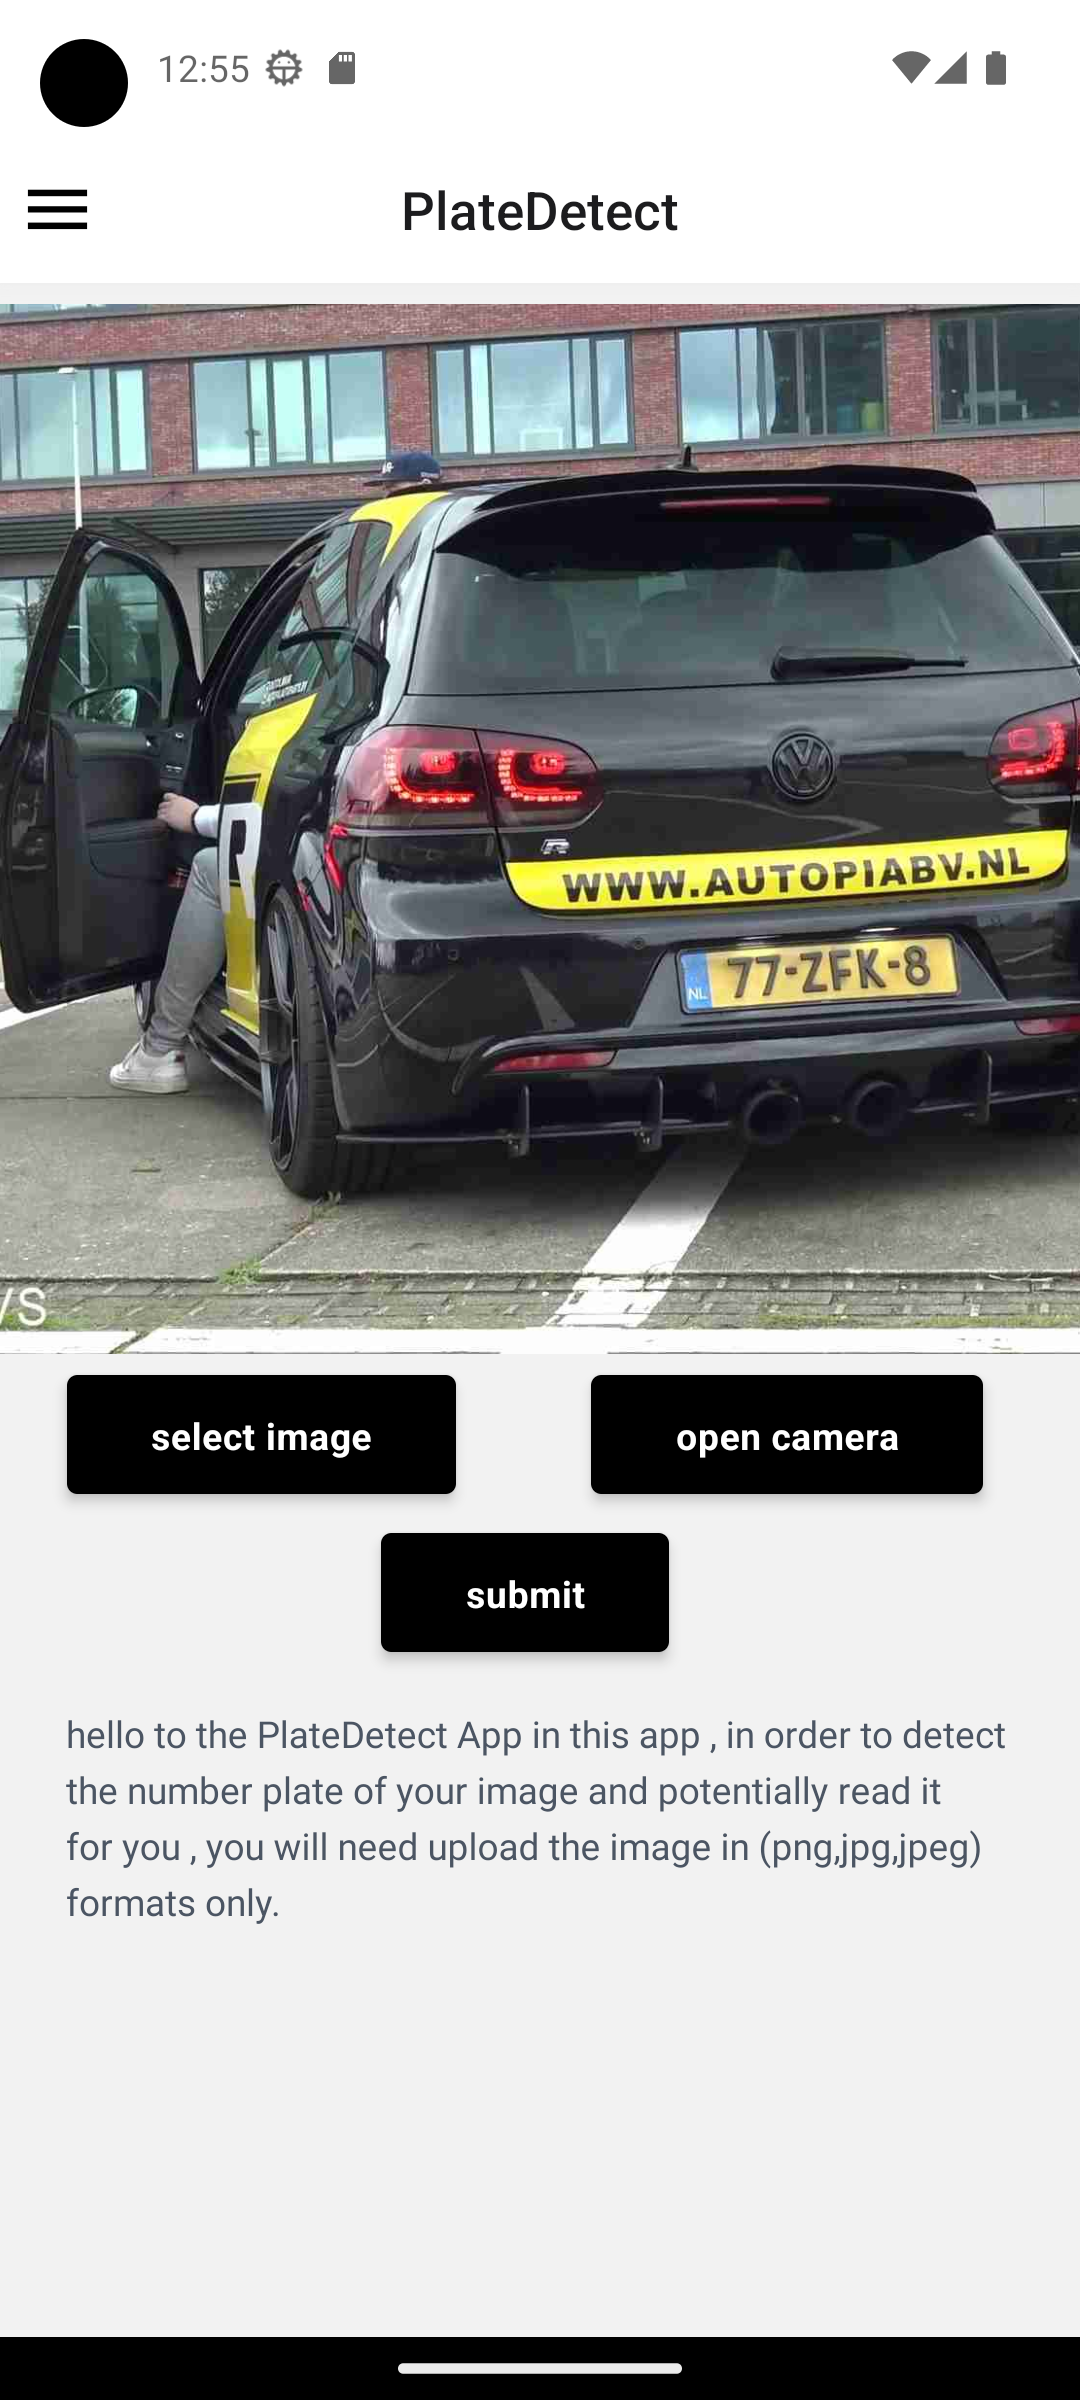 12:55
PlateDetect
R
R
WWW.AUTOPIABV.NL
NL 77-ZFK-8
VS
select image
open camera
submit
hello to the PlateDetect App in this app , in order to detect
the number plate of your image and potentially read it
for you , you will need upload the image in (png,jpg,jpeg)
formats only.